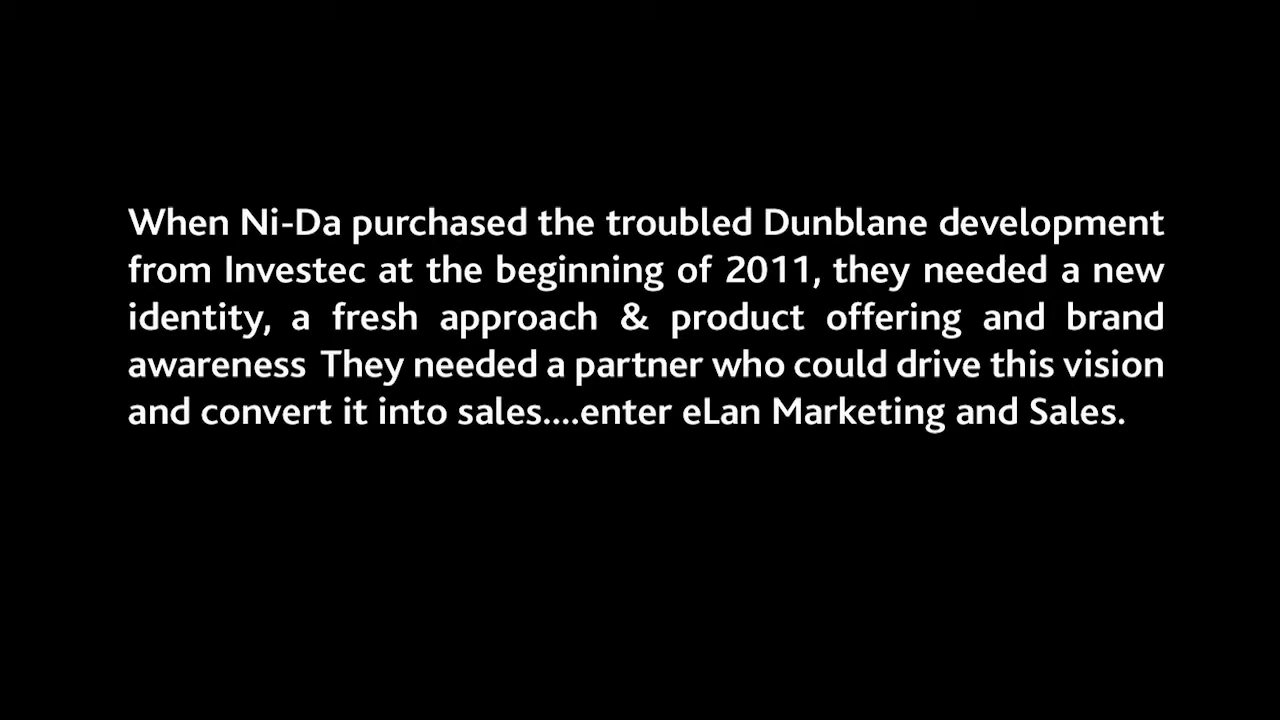 When Ni-Da purchased the troubled Dunblane development
from Investec at the beginning of 2011, they needed a new
identity, a fresh approach & product offering and brand
awareness They needed a partner who could drive this vision
and convert it into sales....enter eLan Marketing and Sales.